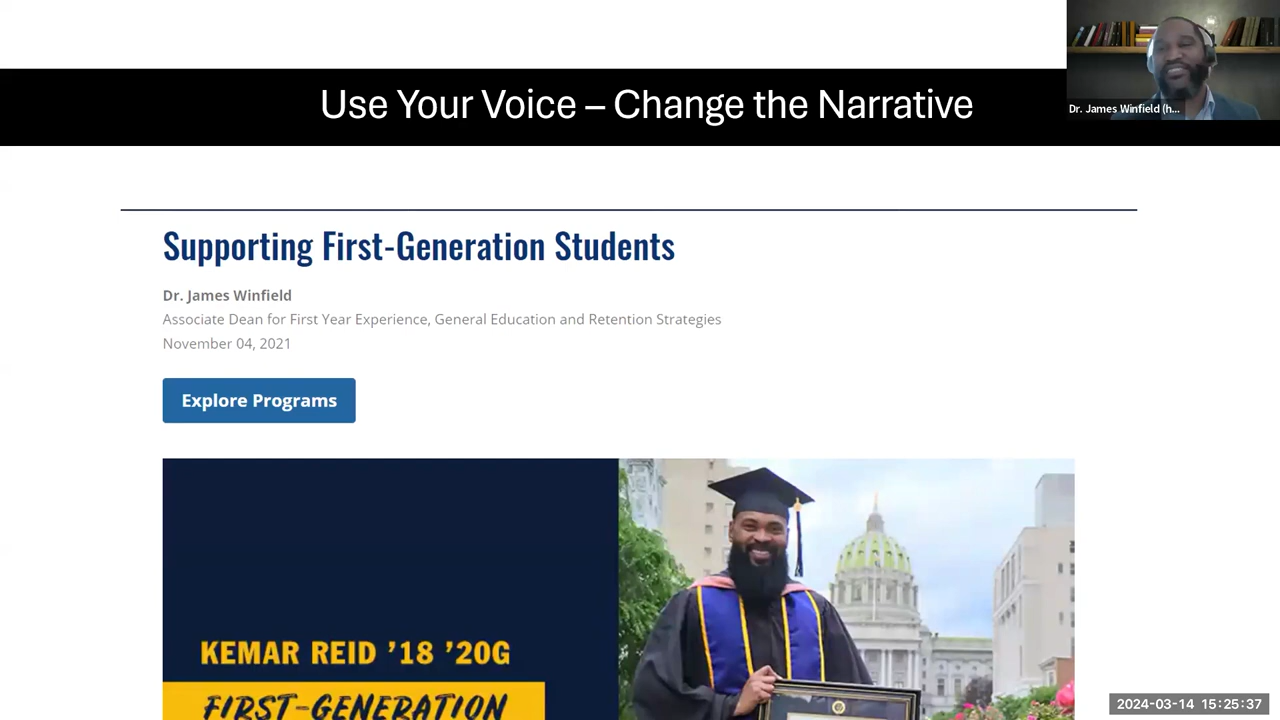 Use Your Voice – Change the Narrative
Dr. James Winfield (h...
Supporting First-Generation Students
Dr. James Winfield
Associate Dean for First Year Experience, General Education and Retention Strategies
November 04, 2021
Explore Programs
KEMAR REID ’18 ’20G
FIRST-GENERATION
2024-03-14 15:25:37